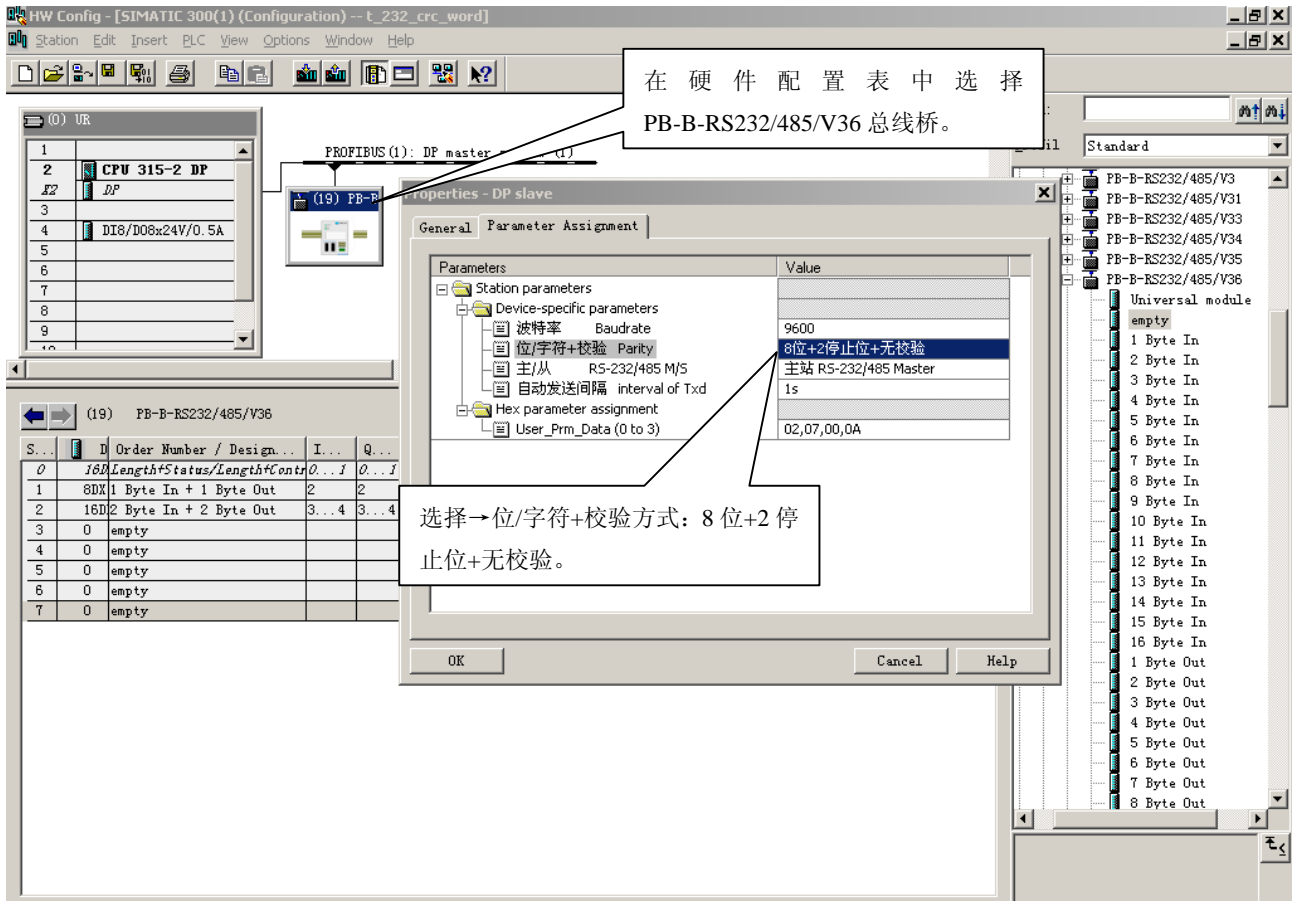 HW Config - [SIMATIC 300(1) (Configuration) -- t_232_crc_word]
Station Edit Insert PLC View Options Window Help
在硬件配置表中选择
PB-B-RS232/485/V36 总线桥。
(0) UR
1
2 CPU 315-2 DP
X2 DP
3
4 DI8/DO8x24V/0.5A
5
6
7
8
9
PROFIBUS(1): DP master
(19) PB-B
Standard
PB-B-RS232/485/V3
PB-B-RS232/485/V31
PB-B-RS232/485/V33
PB-B-RS232/485/V34
PB-B-RS232/485/V35
PB-B-RS232/485/V36
Universal module
empty
1 Byte In
2 Byte In
3 Byte In
4 Byte In
5 Byte In
6 Byte In
7 Byte In
8 Byte In
9 Byte In
10 Byte In
11 Byte In
12 Byte In
13 Byte In
14 Byte In
15 Byte In
16 Byte In
1 Byte Out
2 Byte Out
3 Byte Out
4 Byte Out
5 Byte Out
6 Byte Out
7 Byte Out
8 Byte Out
Properties - DP slave
General Parameter Assignment
Parameters Value
Station parameters
Device-specific parameters
波特率 Baudrate 9600
位/字符+校验 Parity 8位+2停止位+无校验
主/从 RS-232/485 M/S 主站 RS-232/485 Master
自动发送间隔 interval of Txd 1s
Hex parameter assignment
User_Prm_Data (0 to 3) 02,07,00,0A
选择→位/字符+校验方式：8 位+2 停
止位+无校验。
OK Cancel Help
(19) PB-B-RS232/485/V36
S... D Order Number / Design... I... Q...
0 16D Length+Status/Length+Contr 0...1 0...1
1 8DX 1 Byte In + 1 Byte Out 2 2
2 16D 2 Byte In + 2 Byte Out 3...4 3...4
3 0 empty
4 0 empty
5 0 empty
6 0 empty
7 0 empty